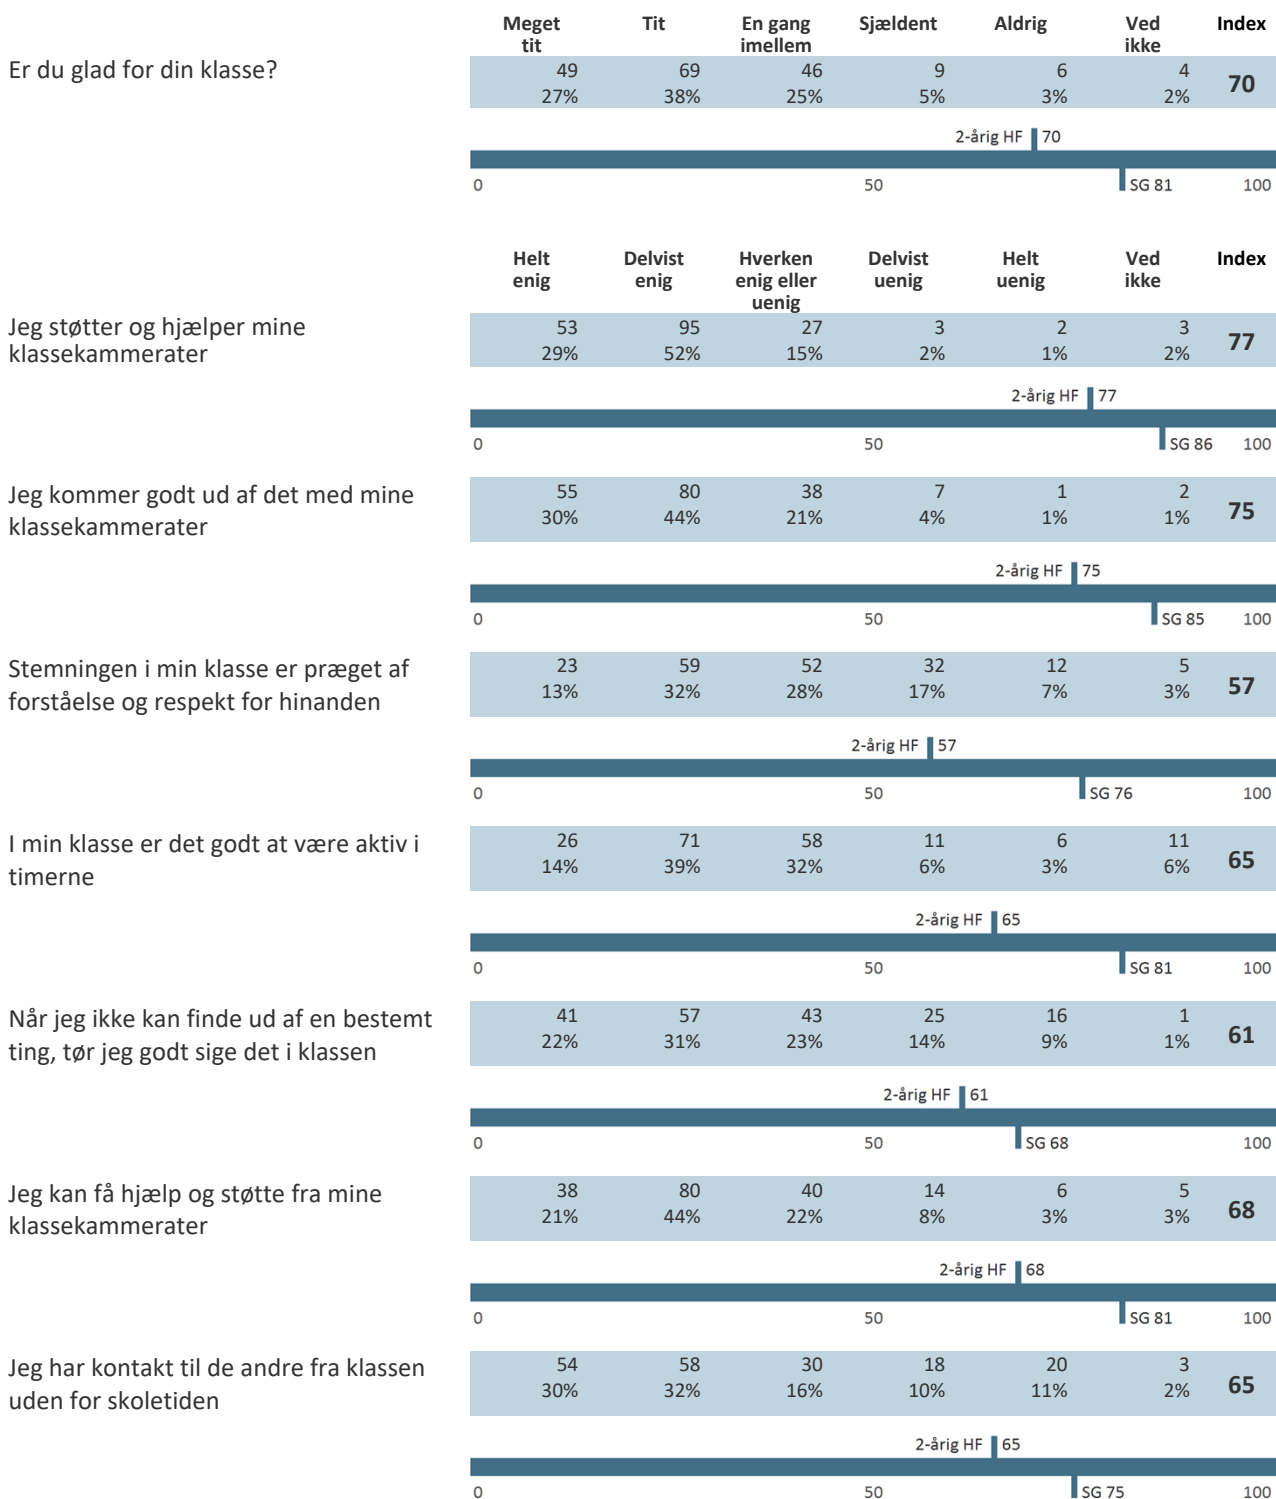 Meget tit Tit En gang imellem Sjældent Aldrig Ved ikke Index
Er du glad for din klasse?
49 69 46 9 6 4 70
27% 38% 25% 5% 3% 2%
2-årig HF 70
0 50 SG 81 100
Helt enig Delvist enig Hverken enig eller uenig Delvist uenig Helt uenig Ved ikke Index
Jeg støtter og hjælper mine
klassekammerater
53 95 27 3 2 3 77
29% 52% 15% 2% 1% 2%
2-årig HF 77
0 50 SG 86 100
Jeg kommer godt ud af det med mine
klassekammerater
55 80 38 7 1 2 75
30% 44% 21% 4% 1% 1%
2-årig HF 75
0 50 SG 85 100
Stemningen i min klasse er præget af
forståelse og respekt for hinanden
23 59 52 32 12 5 57
13% 32% 28% 17% 7% 3%
2-årig HF 57
0 50 SG 76 100
I min klasse er det godt at være aktiv i
timerne
26 71 58 11 6 11 65
14% 39% 32% 6% 3% 6%
2-årig HF 65
0 50 SG 81 100
Når jeg ikke kan finde ud af en bestemt
ting, tør jeg godt sige det i klassen
41 57 43 25 16 1 61
22% 31% 23% 14% 9% 1%
2-årig HF 61
0 50 SG 68 100
Jeg kan få hjælp og støtte fra mine
klassekammerater
38 80 40 14 6 5 68
21% 44% 22% 8% 3% 3%
2-årig HF 68
0 50 SG 81 100
Jeg har kontakt til de andre fra klassen
uden for skoletiden
54 58 30 18 20 3 65
30% 32% 16% 10% 11% 2%
2-årig HF 65
0 50 SG 75 100